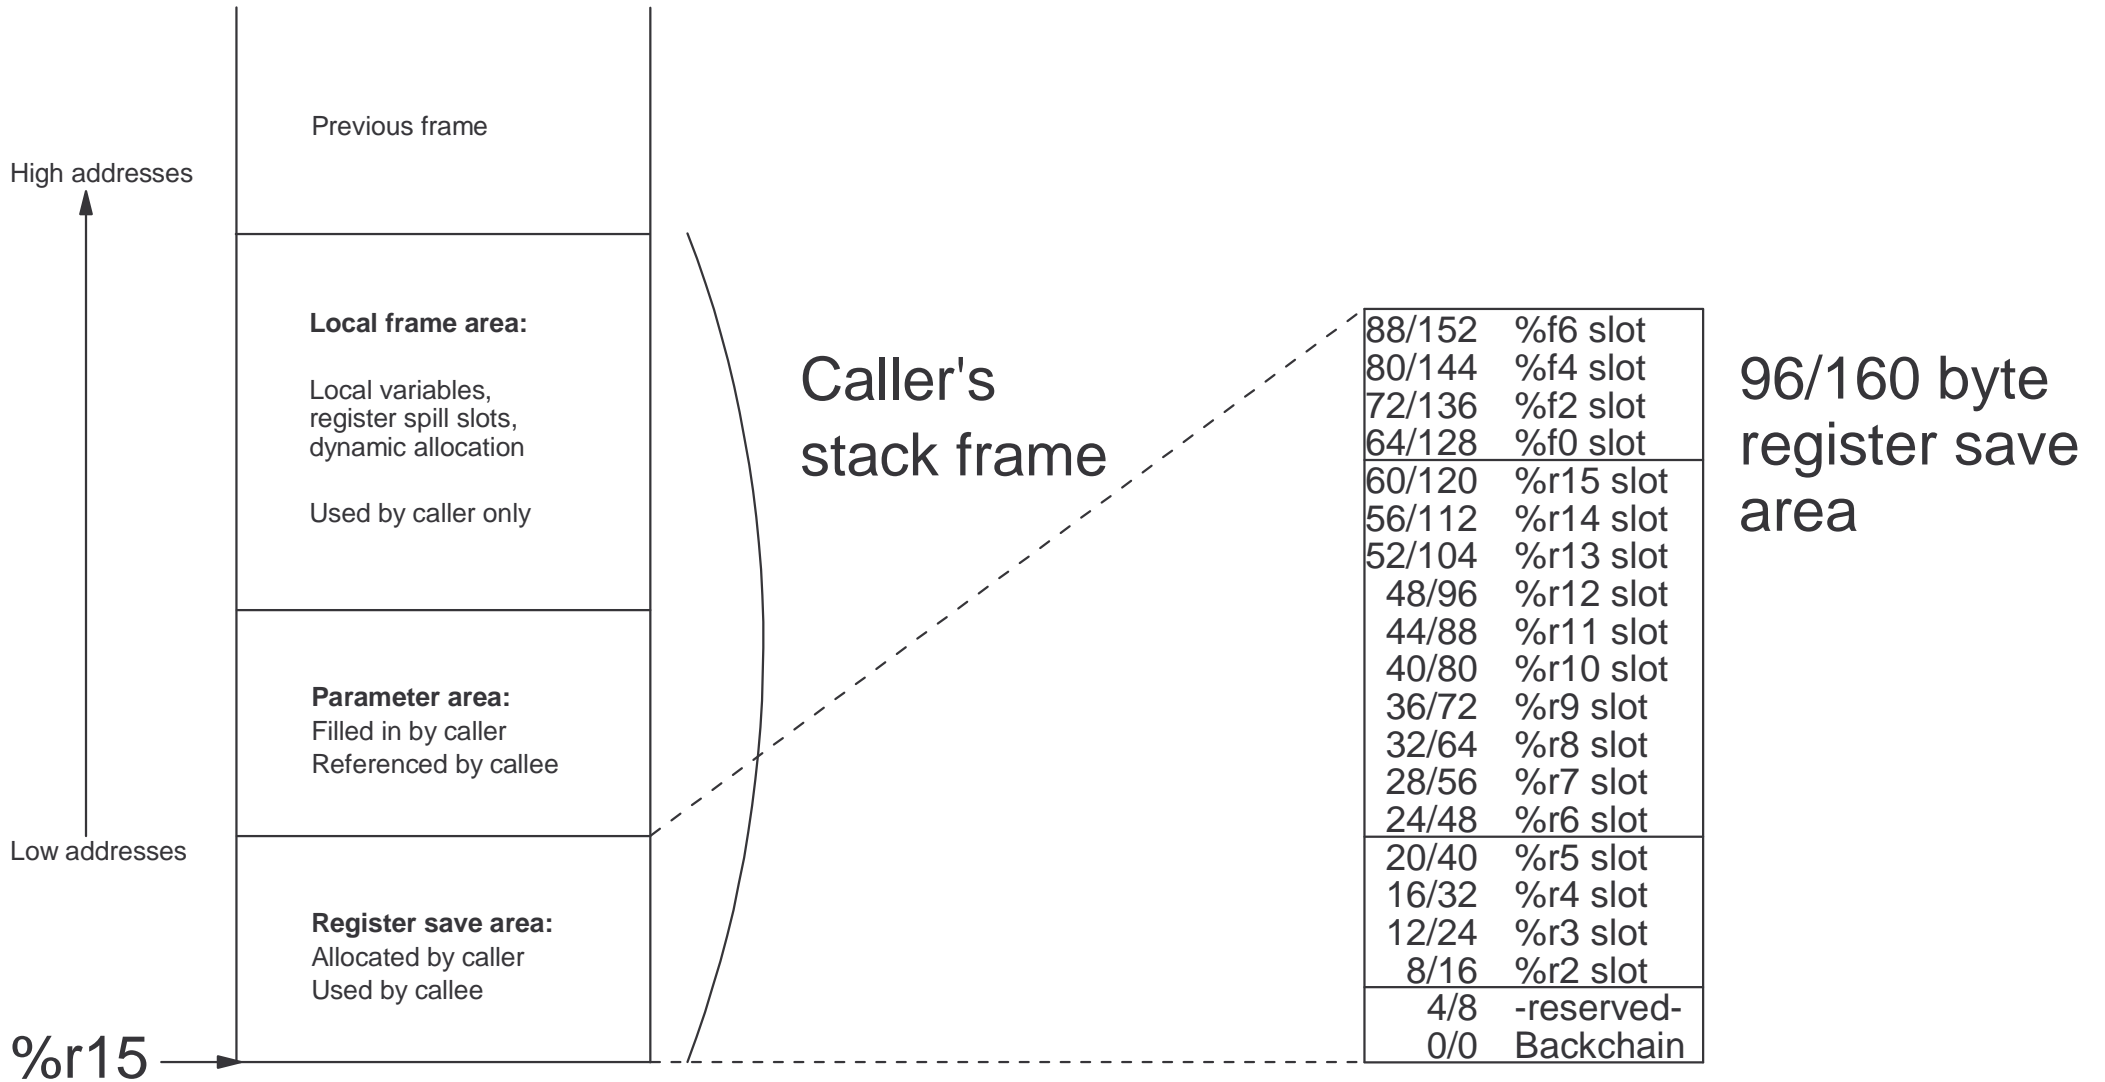 Previous frame
High addresses
Local frame area:
Local variables,
register spill slots,
dynamic allocation
Used by caller only
Parameter area:
Filled in by caller
Referenced by callee
Low addresses
Register save area:
Allocated by caller
Used by callee
%r15
Caller's
stack frame
88/152 %f6 slot
80/144 %f4 slot
72/136 %f2 slot
64/128 %f0 slot
60/120 %r15 slot
56/112 %r14 slot
52/104 %r13 slot
48/96 %r12 slot
44/88 %r11 slot
40/80 %r10 slot
36/72 %r9 slot
32/64 %r8 slot
28/56 %r7 slot
24/48 %r6 slot
20/40 %r5 slot
16/32 %r4 slot
12/24 %r3 slot
8/16 %r2 slot
4/8 -reserved-
0/0 Backchain
96/160 byte
register save
area